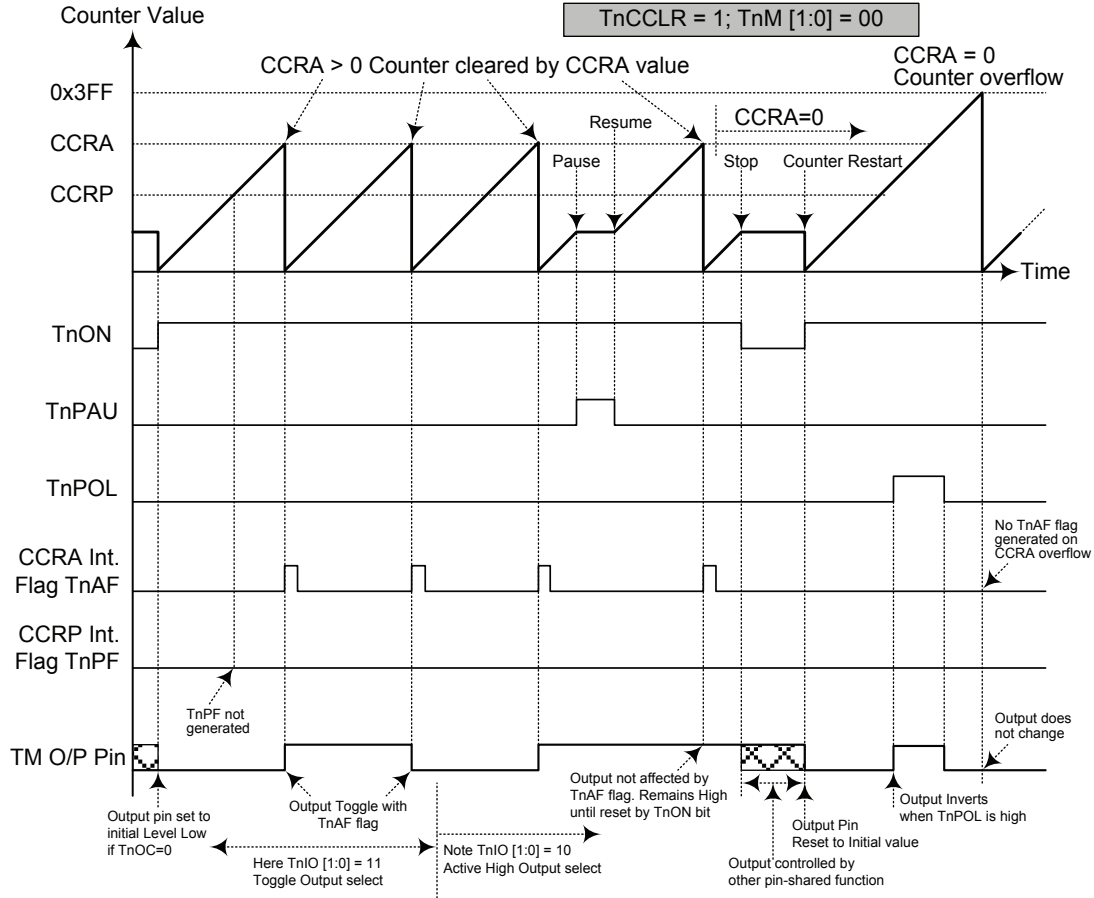 Counter Value
TnCCLR = 1; TnM [1:0] = 00
CCRA > 0 Counter cleared by CCRA value
CCRA = 0
Counter overflow
0x3FF
CCRA
CCRP
Resume
CCRA=0
Pause
Stop
Counter Restart
Time
TnON
TnPAU
TnPOL
No TnAF flag
generated on
CCRA overflow
CCRA Int.
Flag TnAF
CCRP Int.
Flag TnPF
TnPF not
generated
Output does
not change
TM O/P Pin
Output pin set to
initial Level Low
if TnOC=0
Output Toggle with
TnAF flag
Output not affected by
TnAF flag. Remains High
until reset by TnON bit
Output Inverts
when TnPOL is high
Output Pin
Reset to Initial value
Here TnIO [1:0] = 11
Toggle Output select
Note TnIO [1:0] = 10
Active High Output select
Output controlled by
other pin-shared function